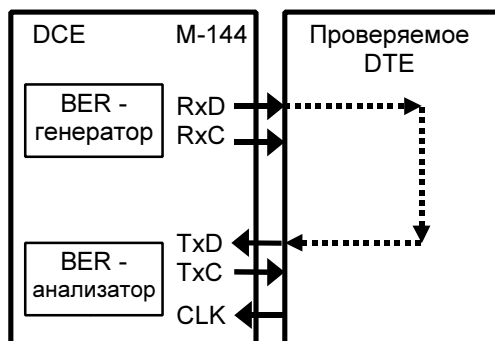 DCE M-144
Проверяемое
DTE
BER -
генератор
RxD
RxC
BER -
анализатор
TxD
TxC
CLK